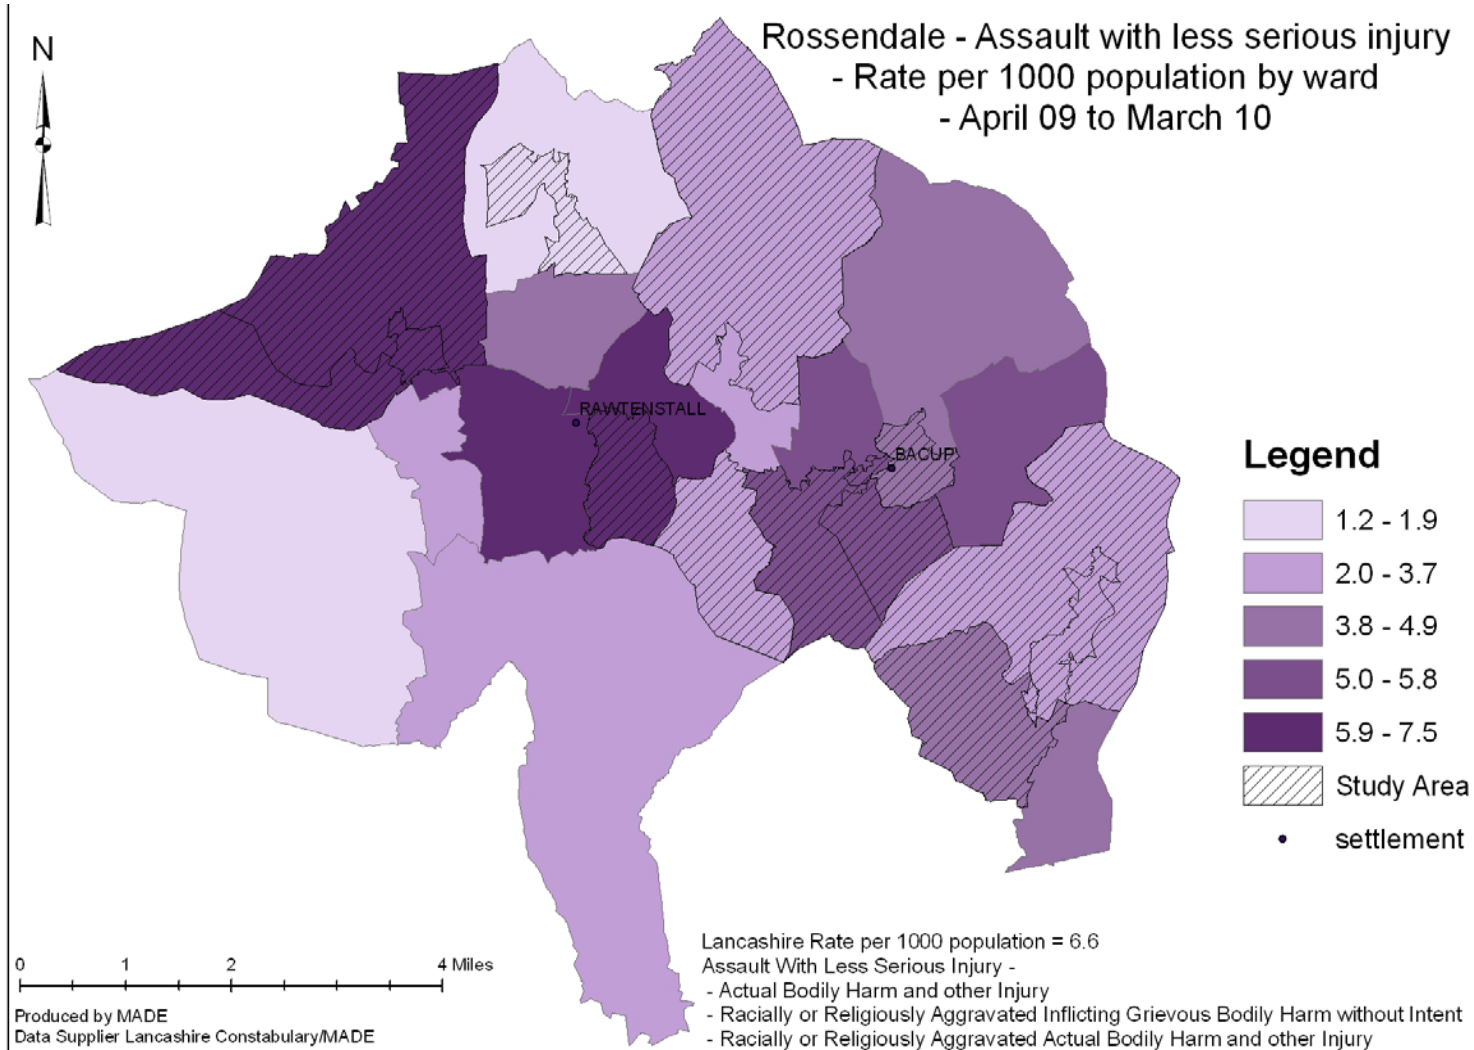 Rossendale - Assault with less serious injury
- Rate per 1000 population by ward
- April 09 to March 10
N
RAWTENSTALL
BACUP
Legend
1.2 - 1.9
2.0 - 3.7
3.8 - 4.9
5.0 - 5.8
5.9 - 7.5
Study Area
settlement
0 1 2 4 Miles
Produced by MADE
Data Supplier Lancashire Constabulary/MADE
Lancashire Rate per 1000 population = 6.6
Assault With Less Serious Injury -
- Actual Bodily Harm and other Injury
- Racially or Religiously Aggravated Inflicting Grievous Bodily Harm without Intent
- Racially or Religiously Aggravated Actual Bodily Harm and other Injury